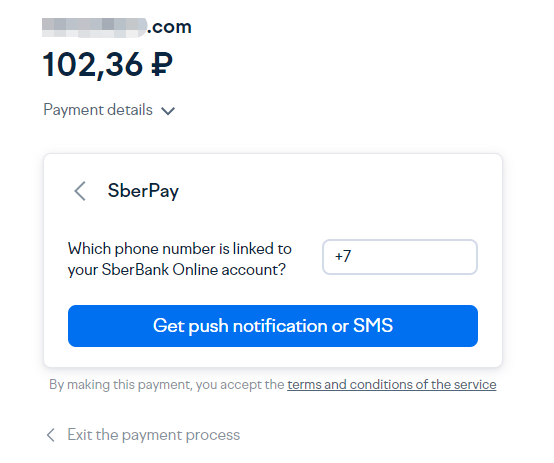 .com
102,36 ₽
Payment details
SberPay
Which phone number is linked to
your SberBank Online account?
+7
Get push notification or SMS
By making this payment, you accept the terms and conditions of the service
Exit the payment process